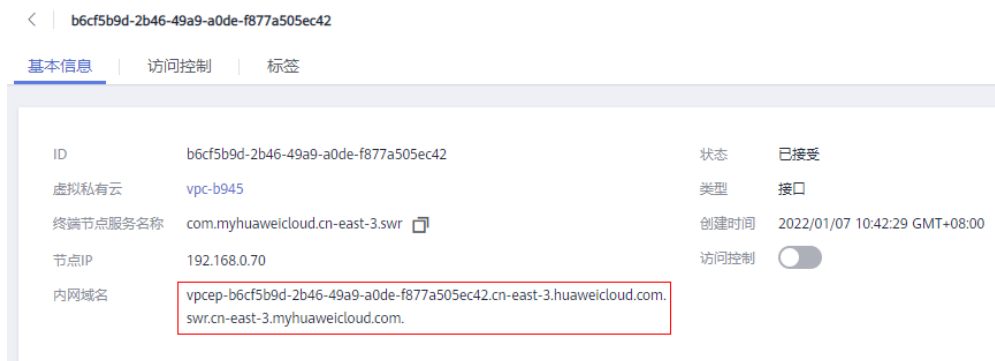 b6cf5b9d-2b46-49a9-a0de-f877a505ec42
基本信息 访问控制 标签
ID b6cf5b9d-2b46-49a9-a0de-f877a505ec42 状态 已接受
虚拟私有云 vpc-b945 类型 接口
终端节点服务名称 com.myhuaweicloud.cn-east-3.swr 创建时间 2022/01/07 10:42:29 GMT+08:00
节点IP 192.168.0.70 访问控制
内网域名 vpcep-b6cf5b9d-2b46-49a9-a0de-f877a505ec42.cn-east-3.huaweicloud.com.
swr.cn-east-3.myhuaweicloud.com.